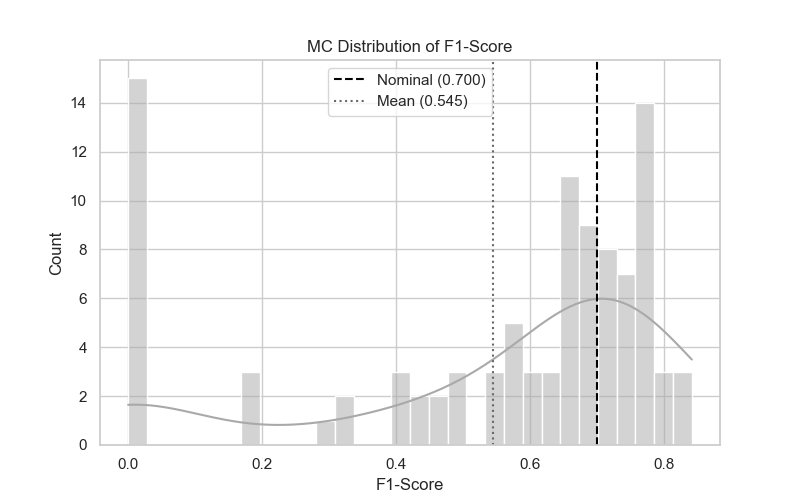 MC Distribution of F1-Score
Nominal (0.700)
Mean (0.545)
14
12
10
8
6
4
2
0
Count
0.0 0.2 0.4 0.6 0.8
F1-Score